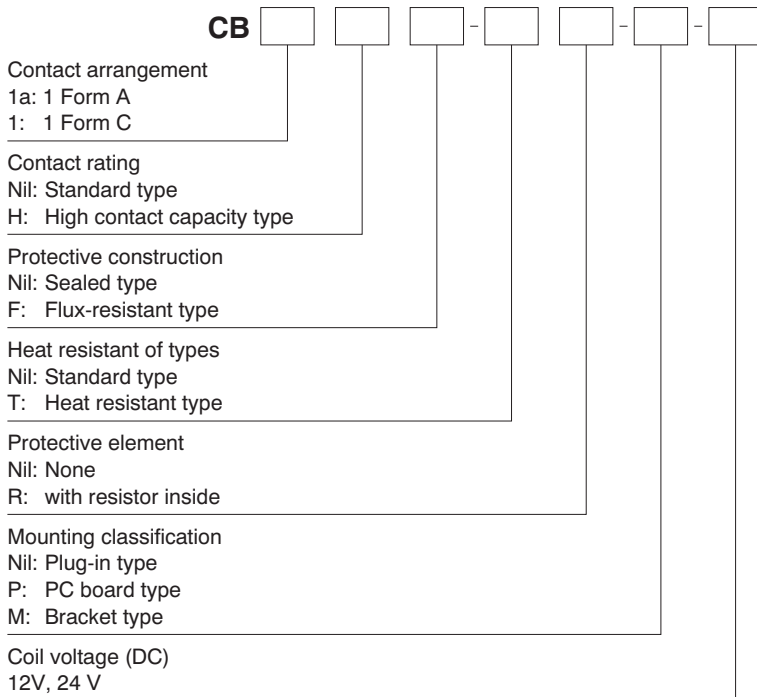 CB - - -
Contact arrangement
1a: 1 Form A
1: 1 Form C
Contact rating
Nil: Standard type
H: High contact capacity type
Protective construction
Nil: Sealed type
F: Flux-resistant type
Heat resistant of types
Nil: Standard type
T: Heat resistant type
Protective element
Nil: None
R: with resistor inside
Mounting classification
Nil: Plug-in type
P: PC board type
M: Bracket type
Coil voltage (DC)
12V, 24 V